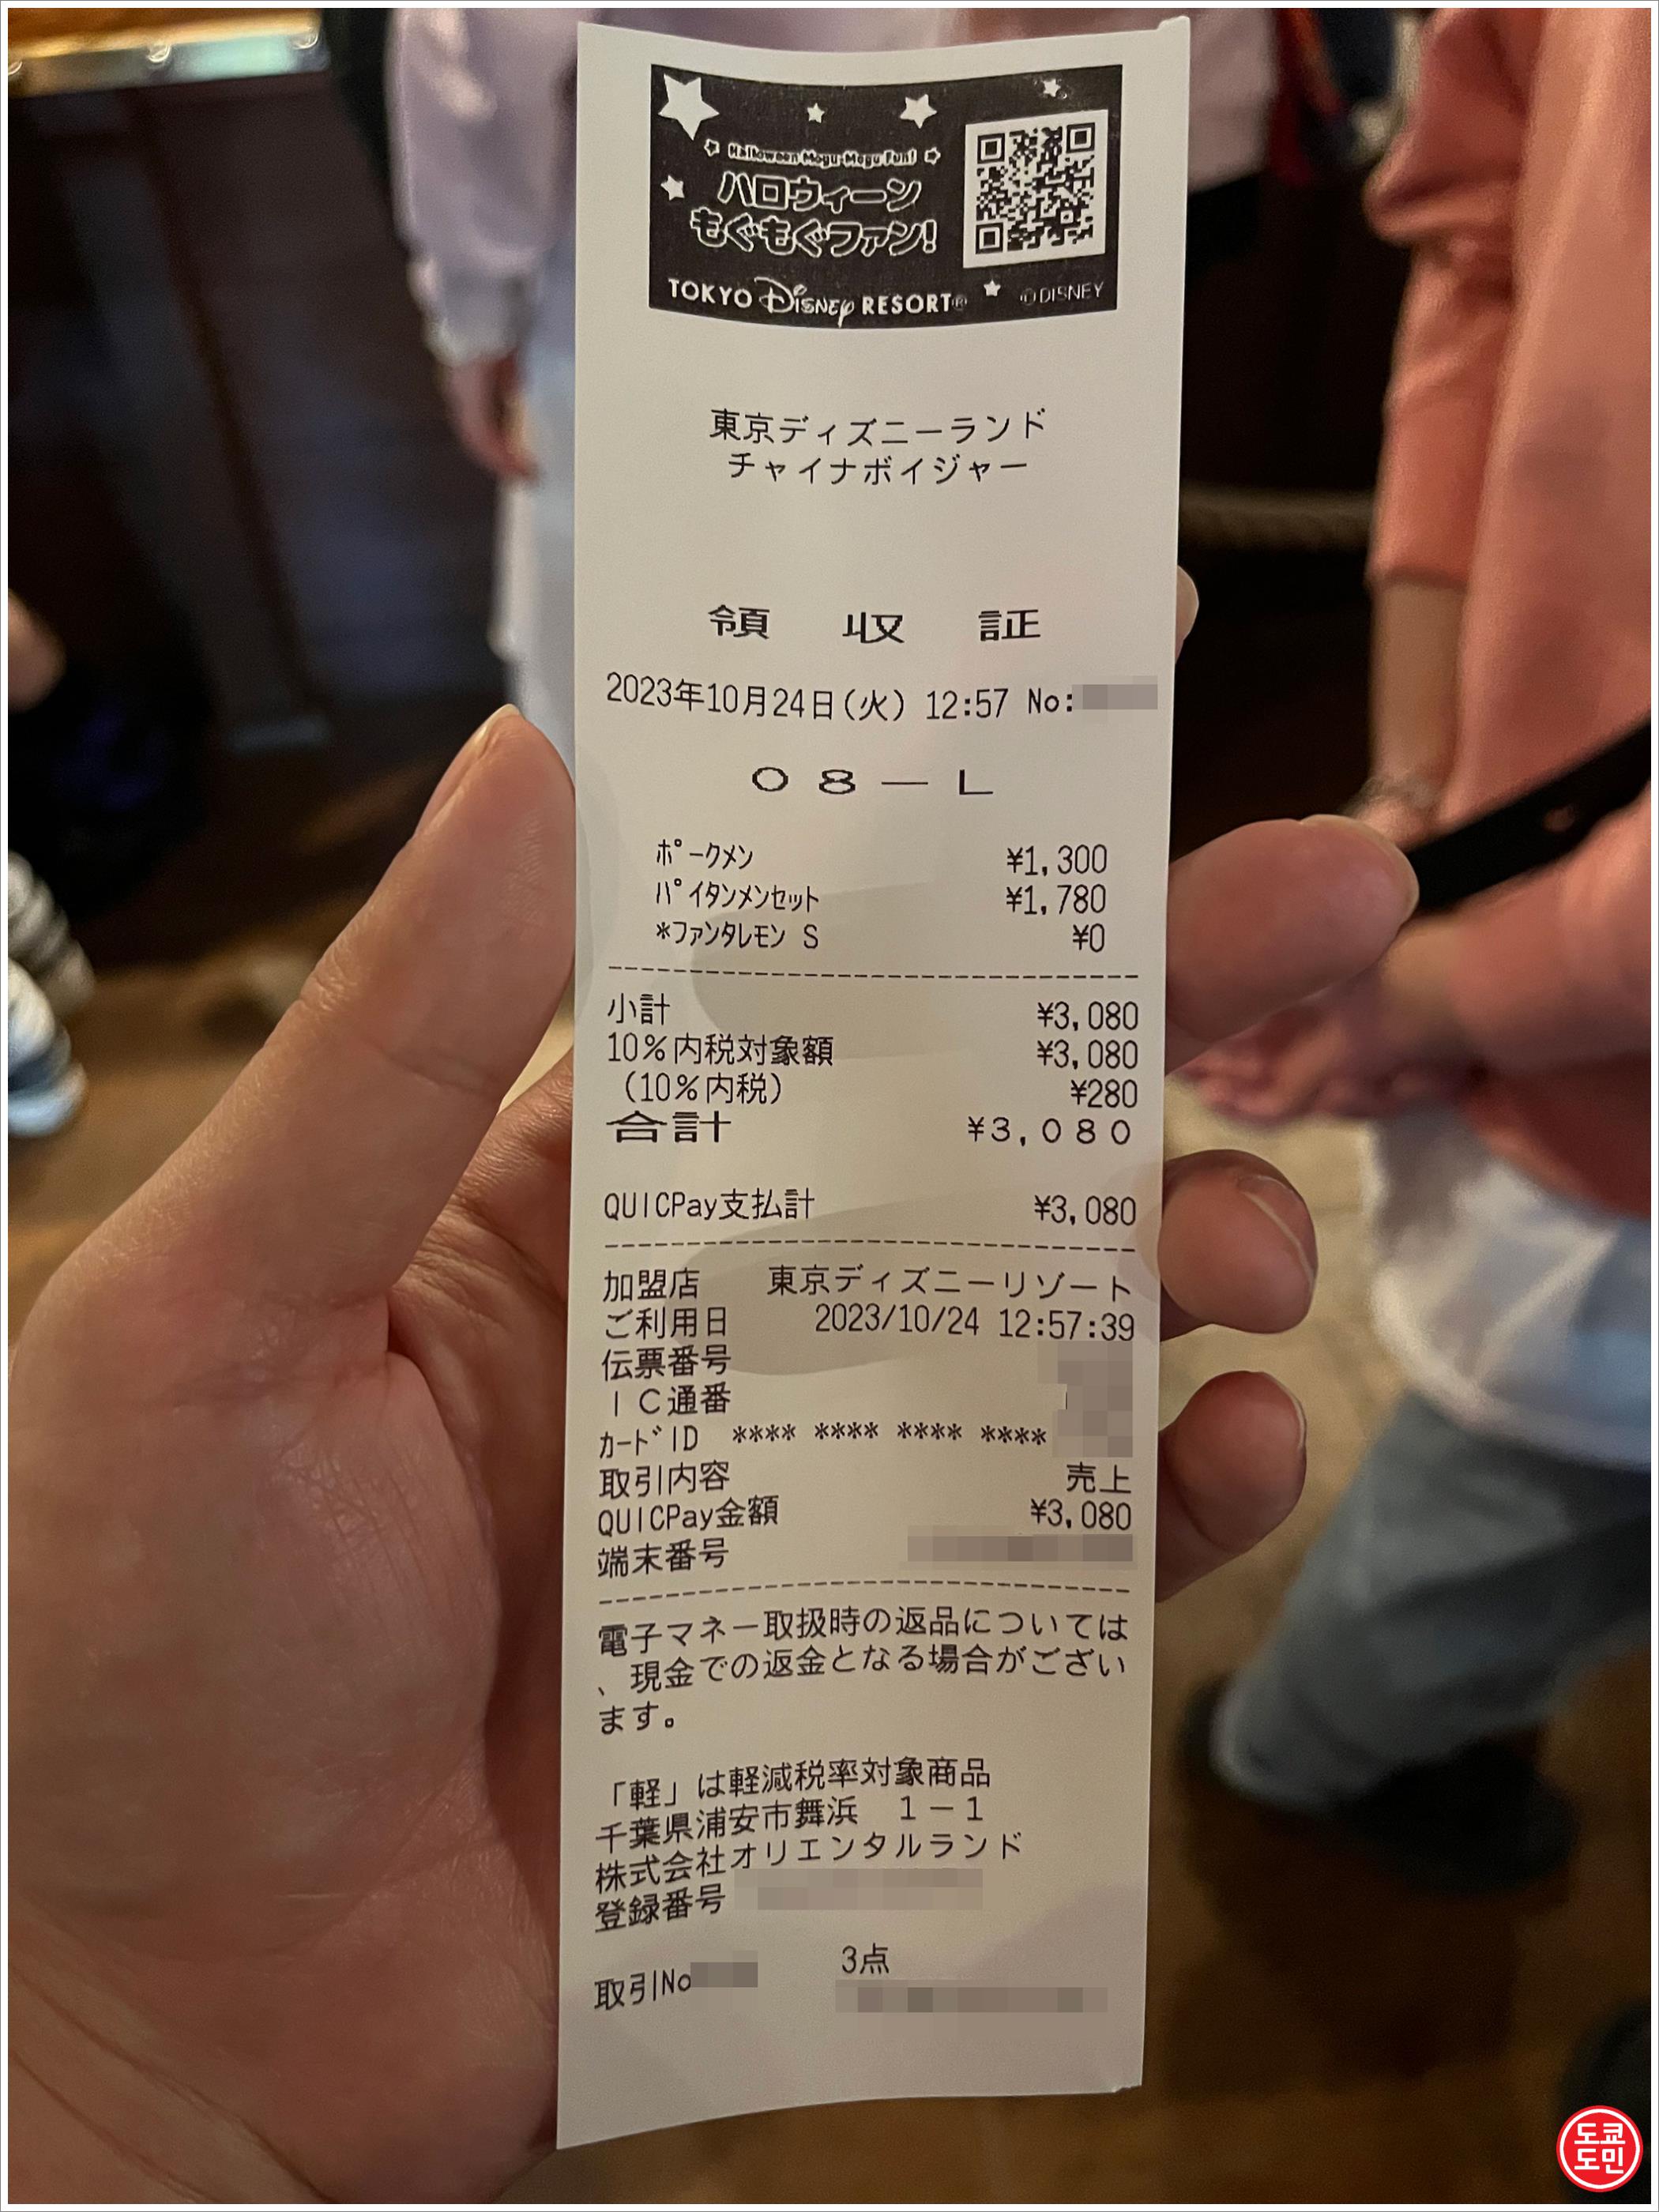 Halloween Mogu-Mogu Fun!
ハロウィーン
もぐもぐファン!
TOKYO Disney RESORT®
©DISNEY
東京ディズニーランド
チャイナボイジャー
領収証
2023年10月24日(火) 12:57 No:
08-L
ﾎﾟｰｸﾒﾝ ¥1,300
ﾊﾟｲﾀﾝﾒﾝｾｯﾄ ¥1,780
*ﾌｧﾝﾀﾚﾓﾝ S ¥0
小計 ¥3,080
10%内税対象額 ¥3,080
(10%内税) ¥280
合計 ¥3,080
QUICPay支払計 ¥3,080
加盟店 東京ディズニーリゾート
ご利用日 2023/10/24 12:57:39
伝票番号
IC通番
ｶｰﾄﾞID **** **** **** ****
取引内容 売上
QUICPay金額 ¥3,080
端末番号
電子マネー取扱時の返品については
、現金での返金となる場合がござい
ます。
「軽」は軽減税率対象商品
千葉県浦安市舞浜 1-1
株式会社オリエンタルランド
登録番号
取引No 3点
도쿄
도민